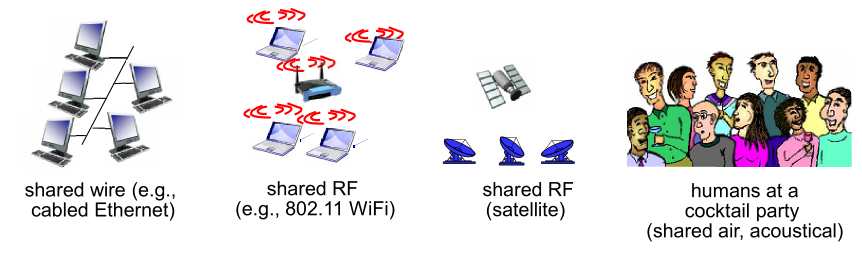 shared wire (e.g.,
cabled Ethernet)
shared RF
(e.g., 802.11 WiFi)
shared RF
(satellite)
humans at a
cocktail party
(shared air, acoustical)